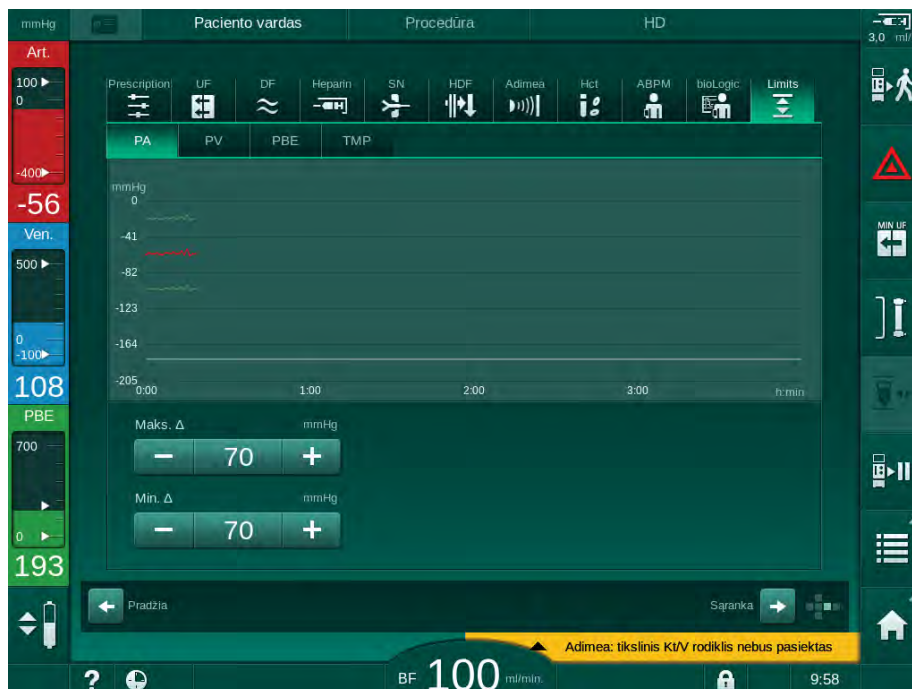 mmHg
Paciento vardas
Procedūra
HD
3,0 ml/
Art.
100
0
-400
-56
Ven.
500
0
-100
108
PBE
700
0
193
Prescription
UF
DF
Heparin
SN
HDF
Adimea
Hct
ABPM
bioLogic
Limits
PA
PV
PBE
TMP
mmHg
0
-41
-82
-123
-164
-205
0:00
1:00
2:00
3:00
h:min
Maks. Δ
mmHg
70
Min. Δ
mmHg
70
MIN UF
Pradžia
Sąranka
Adimea: tikslinis Kt/V rodiklis nebus pasiektas
BF 100 ml/min.
9:58